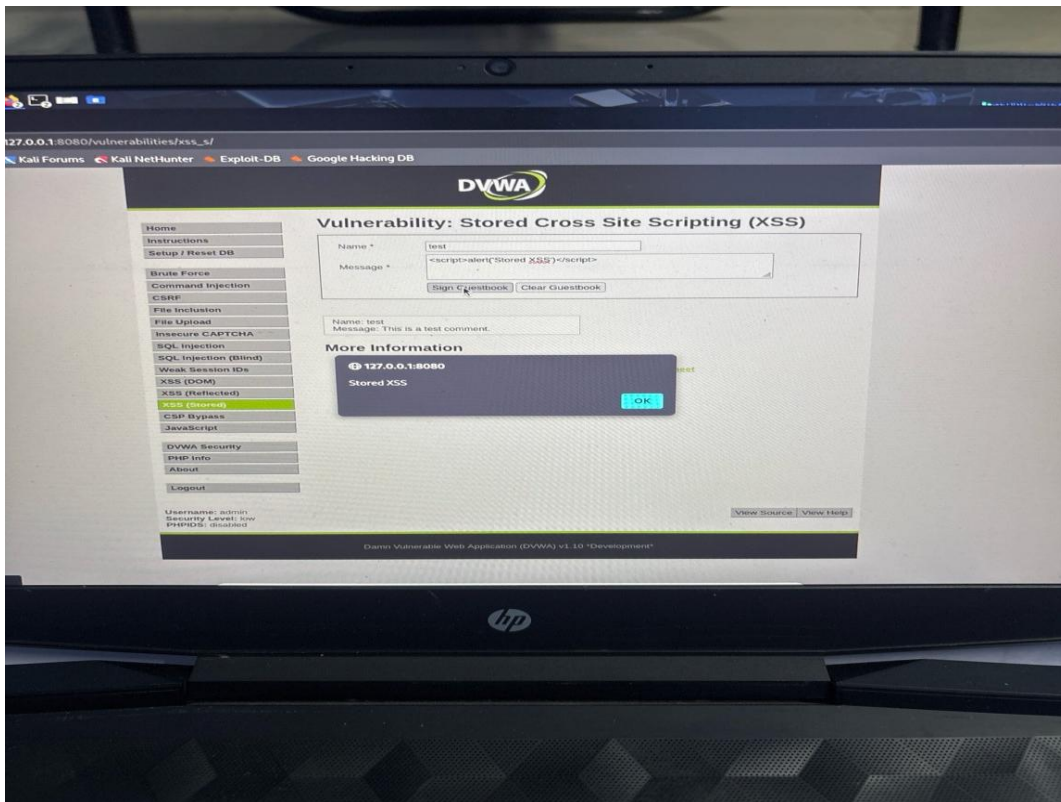 127.0.0.1:8080/vulnerabilities/xss_s/
Kali Forums Kali NetHunter Exploit-DB Google Hacking DB
DVWA
Vulnerability: Stored Cross Site Scripting (XSS)
Home
Instructions
Setup / Reset DB
Brute Force
Command Injection
CSRF
File Inclusion
File Upload
Insecure CAPTCHA
SQL Injection
SQL Injection (Blind)
Weak Session IDs
XSS (DOM)
XSS (Reflected)
XSS (Stored)
CSP Bypass
JavaScript
DVWA Security
PHP Info
About
Logout
Name * test
Message * <script>alert('Stored XSS')</script>
Sign Guestbook Clear Guestbook
Name: test
Message: This is a test comment.
More Information
127.0.0.1:8080
Stored XSS
OK
Username: admin
Security Level: low
PHPIDS: disabled
View Source View Help
Damn Vulnerable Web Application (DVWA) v1.10 *Development*
hp